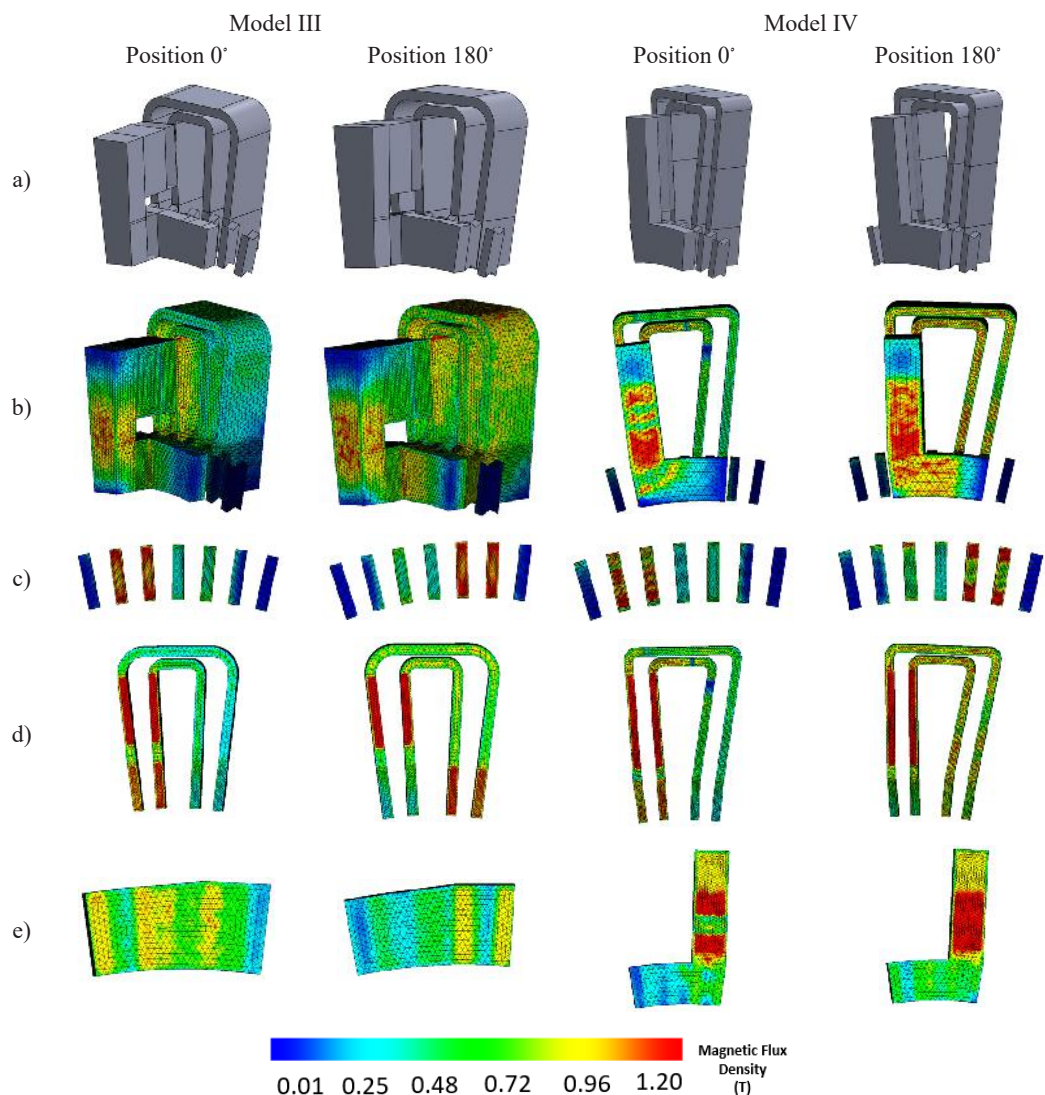 Model III Model IV
Position 0° Position 180° Position 0° Position 180°
a)
b)
c)
d)
e)
Magnetic Flux
Density
(T)
0.01 0.25 0.48 0.72 0.96 1.20